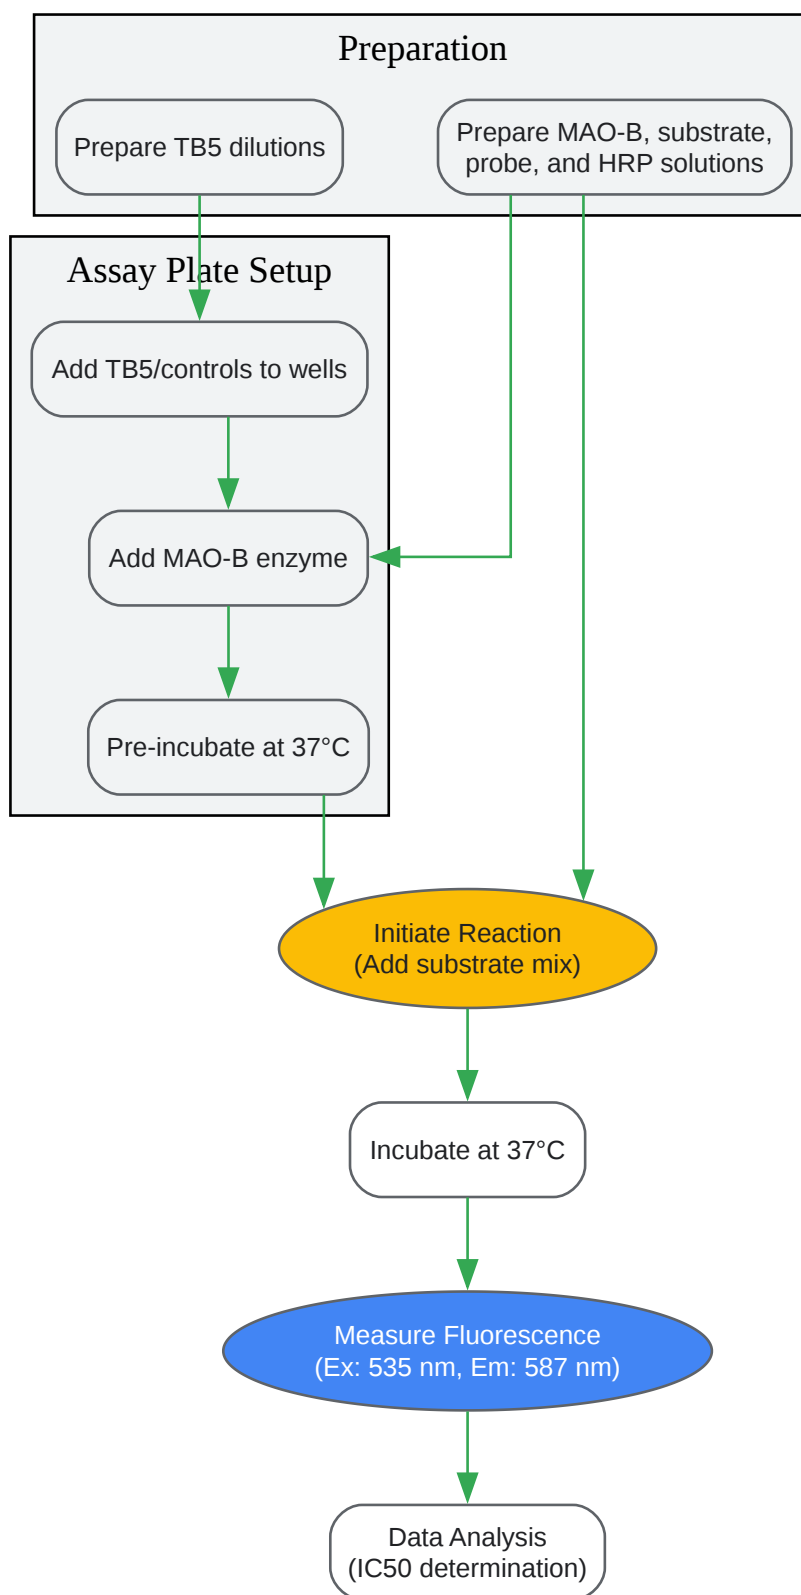 Preparation
Prepare TB5 dilutions
Prepare MAO-B, substrate,
probe, and HRP solutions
Assay Plate Setup
Add TB5/controls to wells
Add MAO-B enzyme
Pre-incubate at 37°C
Initiate Reaction
(Add substrate mix)
Incubate at 37°C
Measure Fluorescence
(Ex: 535 nm, Em: 587 nm)
Data Analysis
(IC50 determination)